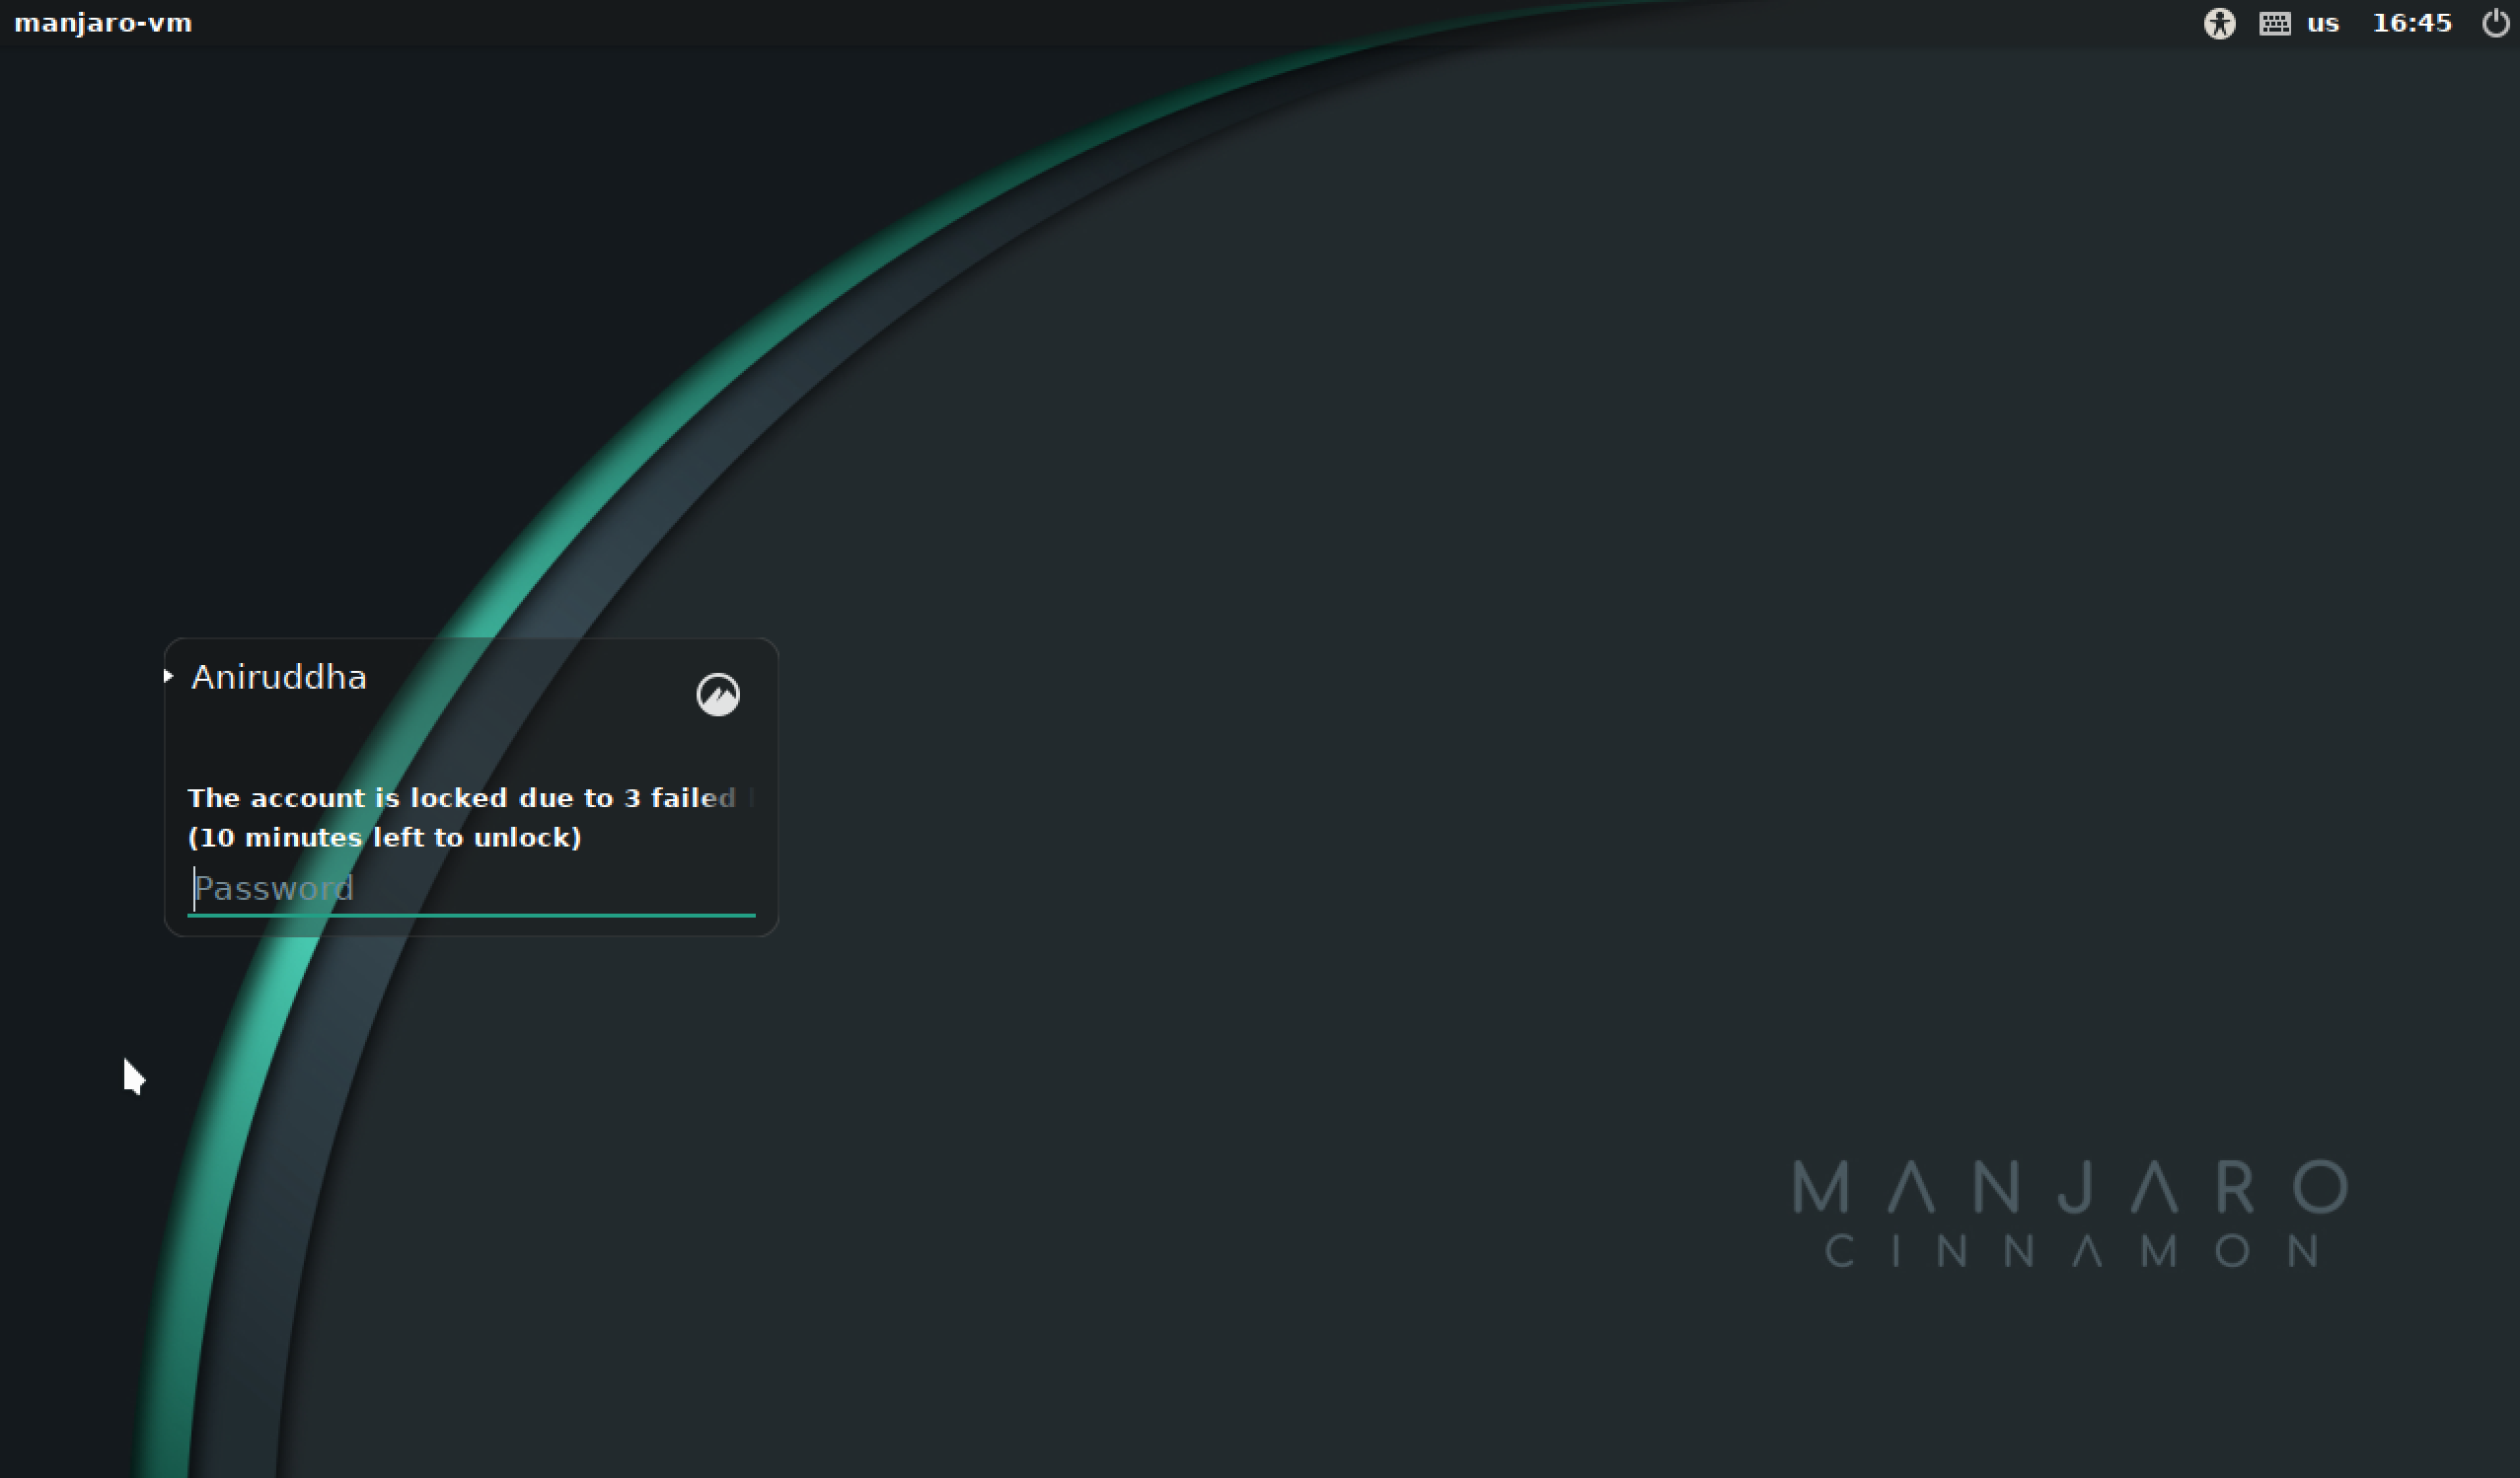 manjaro-vm
us 16:45
Aniruddha
The account is locked due to 3 failed
(10 minutes left to unlock)
Password
MANJARO
CINNAMON